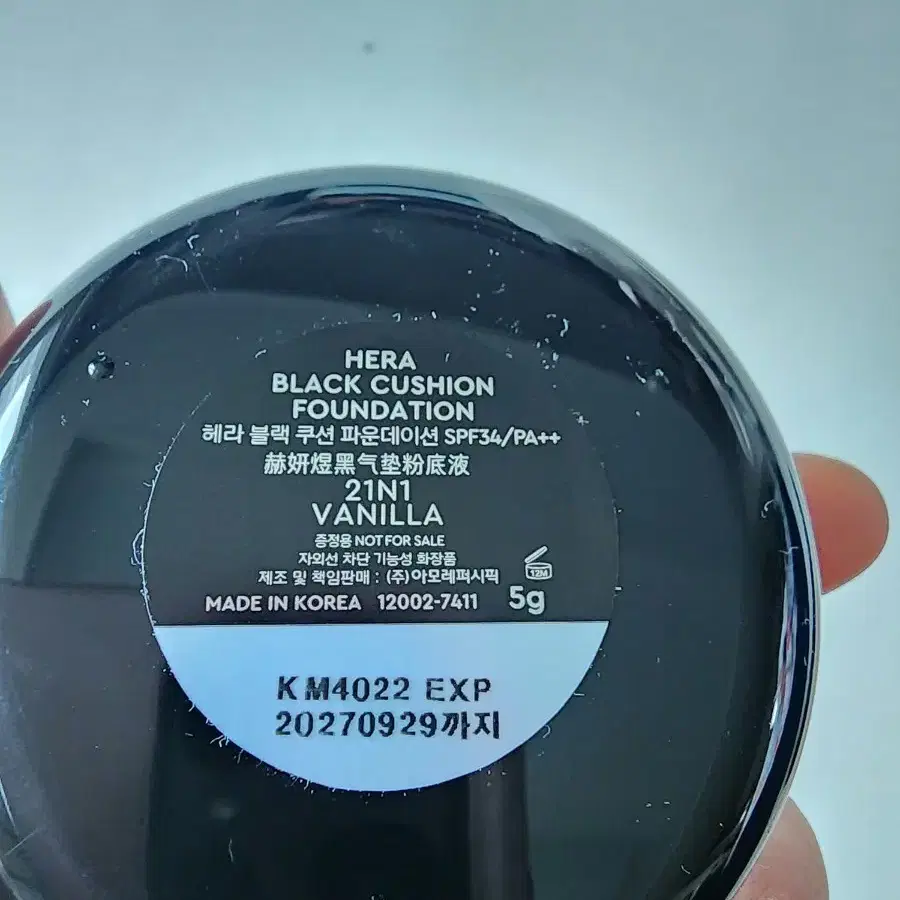 HERA
BLACK CUSHION
FOUNDATION
헤라 블랙 쿠션 파운데이션 SPF34/PA++
赫妍煜黑气垫粉底液
21N1
VANILLA
증정용 NOT FOR SALE
자외선 차단 기능성 화장품
제조 및 책임판매 : (주)아모레퍼시픽
12M
MADE IN KOREA 12002-7411 5g
KM4022 EXP
20270929까지